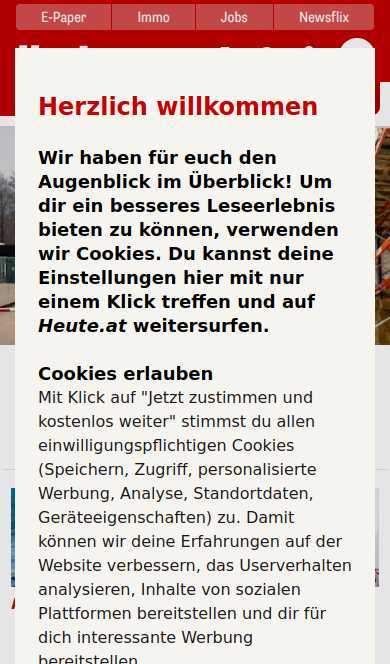 E-Paper Immo Jobs Newsflix
Herzlich willkommen
Wir haben für euch den
Augenblick im Überblick! Um
dir ein besseres Leseerlebnis
bieten zu können, verwenden
wir Cookies. Du kannst deine
Einstellungen hier mit nur
einem Klick treffen und auf
Heute.at weitersurfen.
Cookies erlauben
Mit Klick auf "Jetzt zustimmen und
kostenlos weiter" stimmst du allen
einwilligungspflichtigen Cookies
(Speichern, Zugriff, personalisierte
Werbung, Analyse, Standortdaten,
Geräteeigenschaften) zu. Damit
können wir deine Erfahrungen auf der
Website verbessern, das Userverhalten
analysieren, Inhalte von sozialen
Plattformen bereitstellen und dir für
dich interessante Werbung
bereitstellen